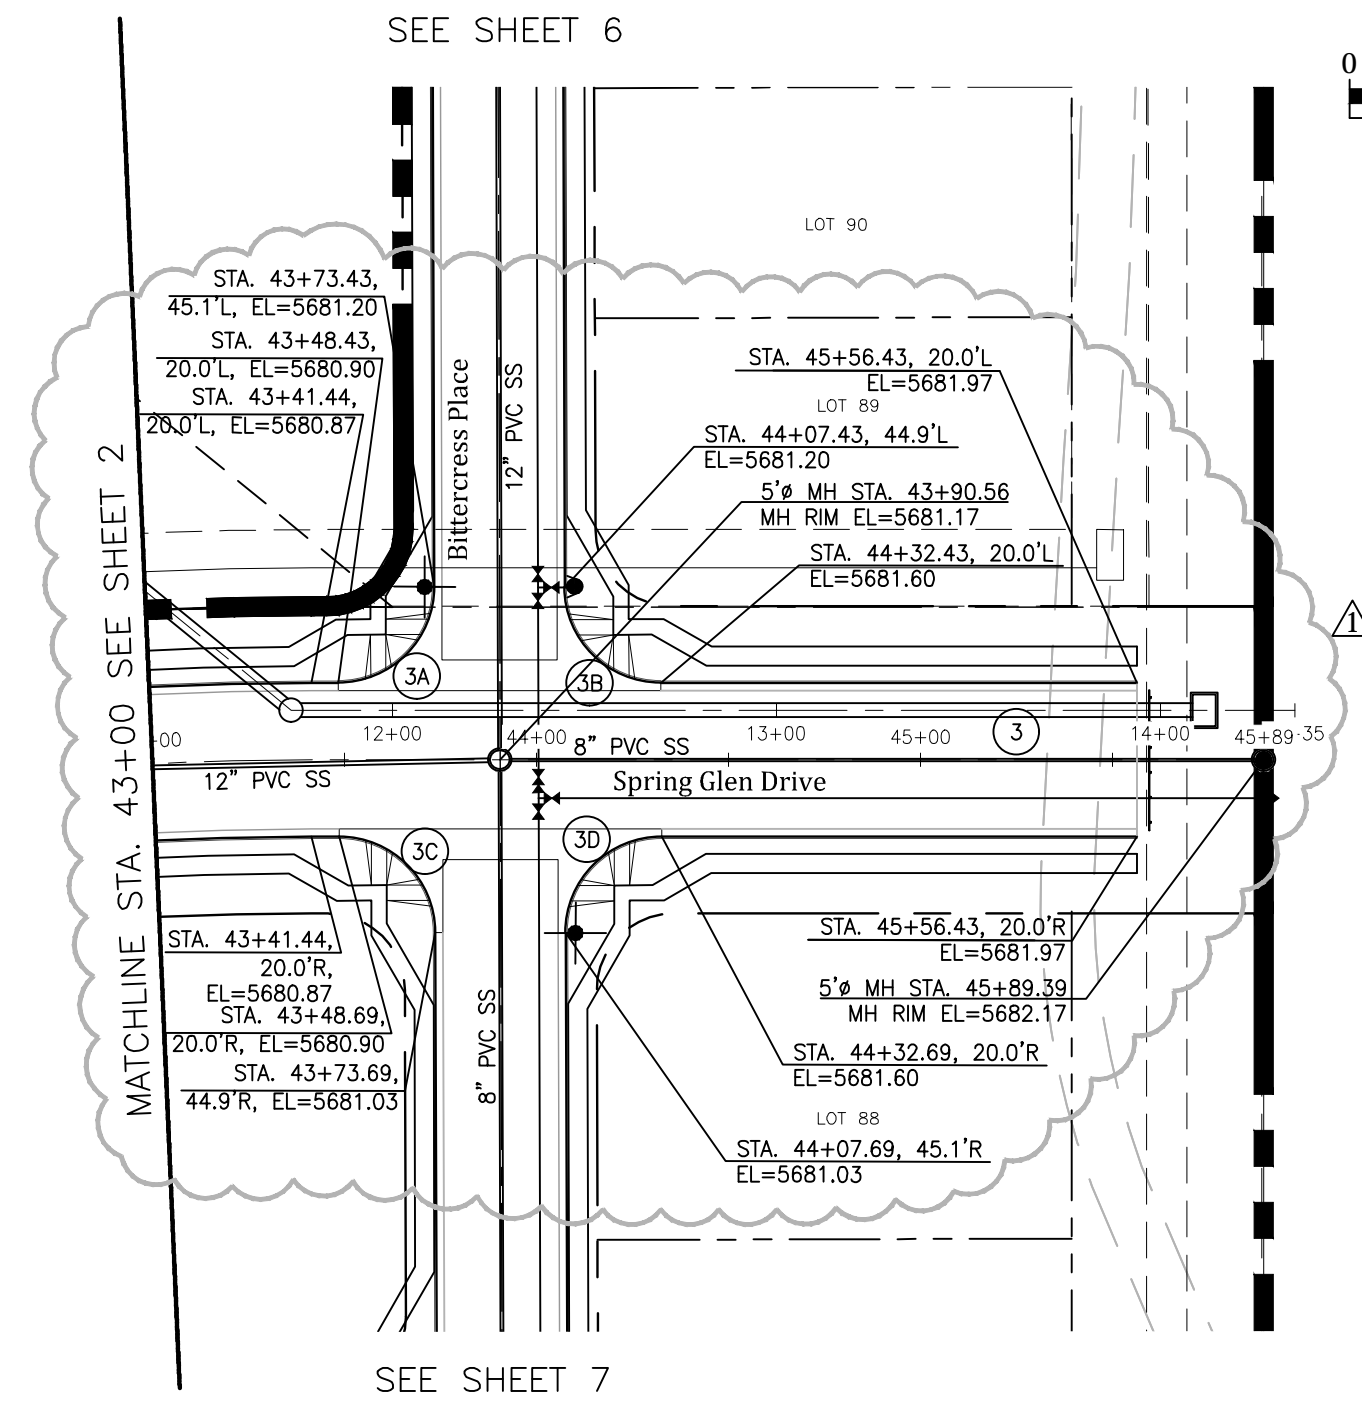 SEE SHEET 6
0
LOT 90
STA. 43+73.43,
45.1'L, EL=5681.20
STA. 43+48.43,
20.0'L, EL=5680.90
STA. 43+41.44,
20.0'L, EL=5680.87
MATCHLINE STA. 43+00 SEE SHEET 2
Bittercress Place
12" PVC SS
STA. 45+56.43, 20.0'L
EL=5681.97
LOT 89
STA. 44+07.43, 44.9'L
EL=5681.20
5'ø MH STA. 43+90.56
MH RIM EL=5681.17
STA. 44+32.43, 20.0'L
EL=5681.60
1
3A
3B
3
+00
12+00
44+00
13+00
45+00
14+00
45+89
.35
8" PVC SS
12" PVC SS
Spring Glen Drive
3C
3D
STA. 43+41.44,
20.0'R,
EL=5680.87
STA. 43+48.69,
20.0'R, EL=5680.90
STA. 43+73.69,
44.9'R, EL=5681.03
8" PVC SS
STA. 45+56.43, 20.0'R
EL=5681.97
5'ø MH STA. 45+89.39
MH RIM EL=5682.17
STA. 44+32.69, 20.0'R
EL=5681.60
LOT 88
STA. 44+07.69, 45.1'R
EL=5681.03
SEE SHEET 7